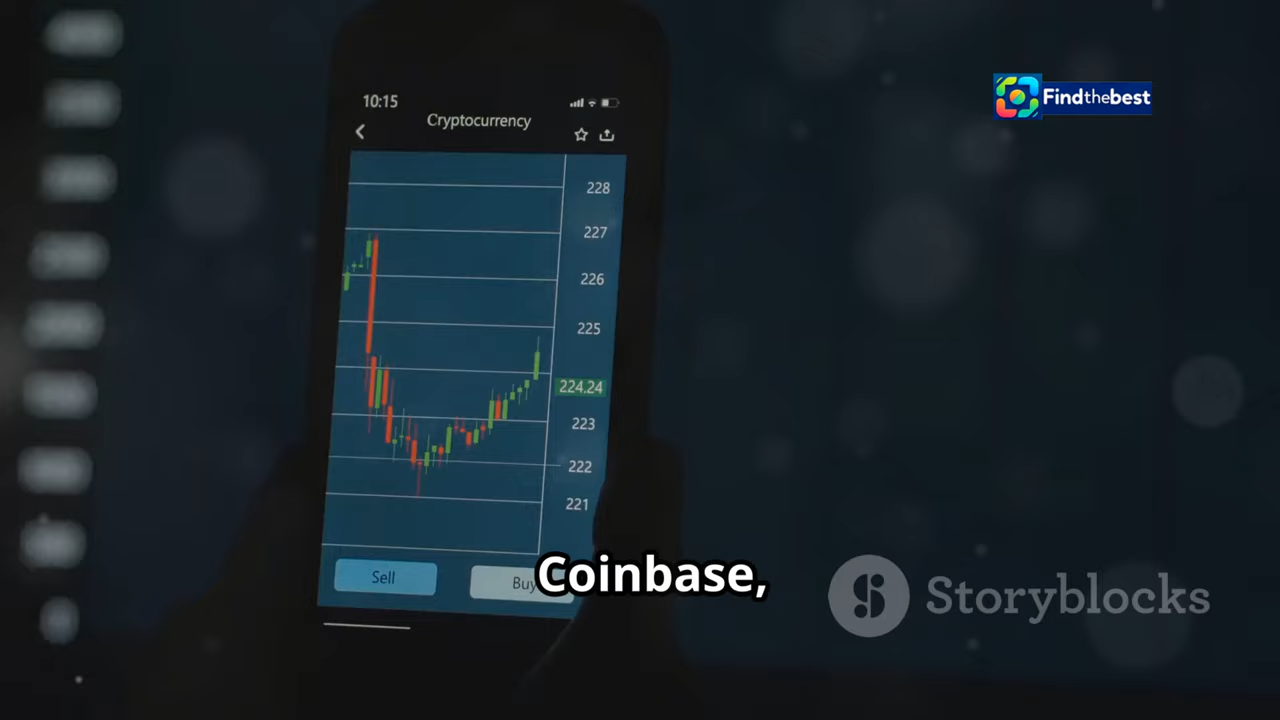 10:15
Cryptocurrency
Findthebest
228
227
226
225
224.24
223
222
221
Sell
Buy
Coinbase,
Storyblocks